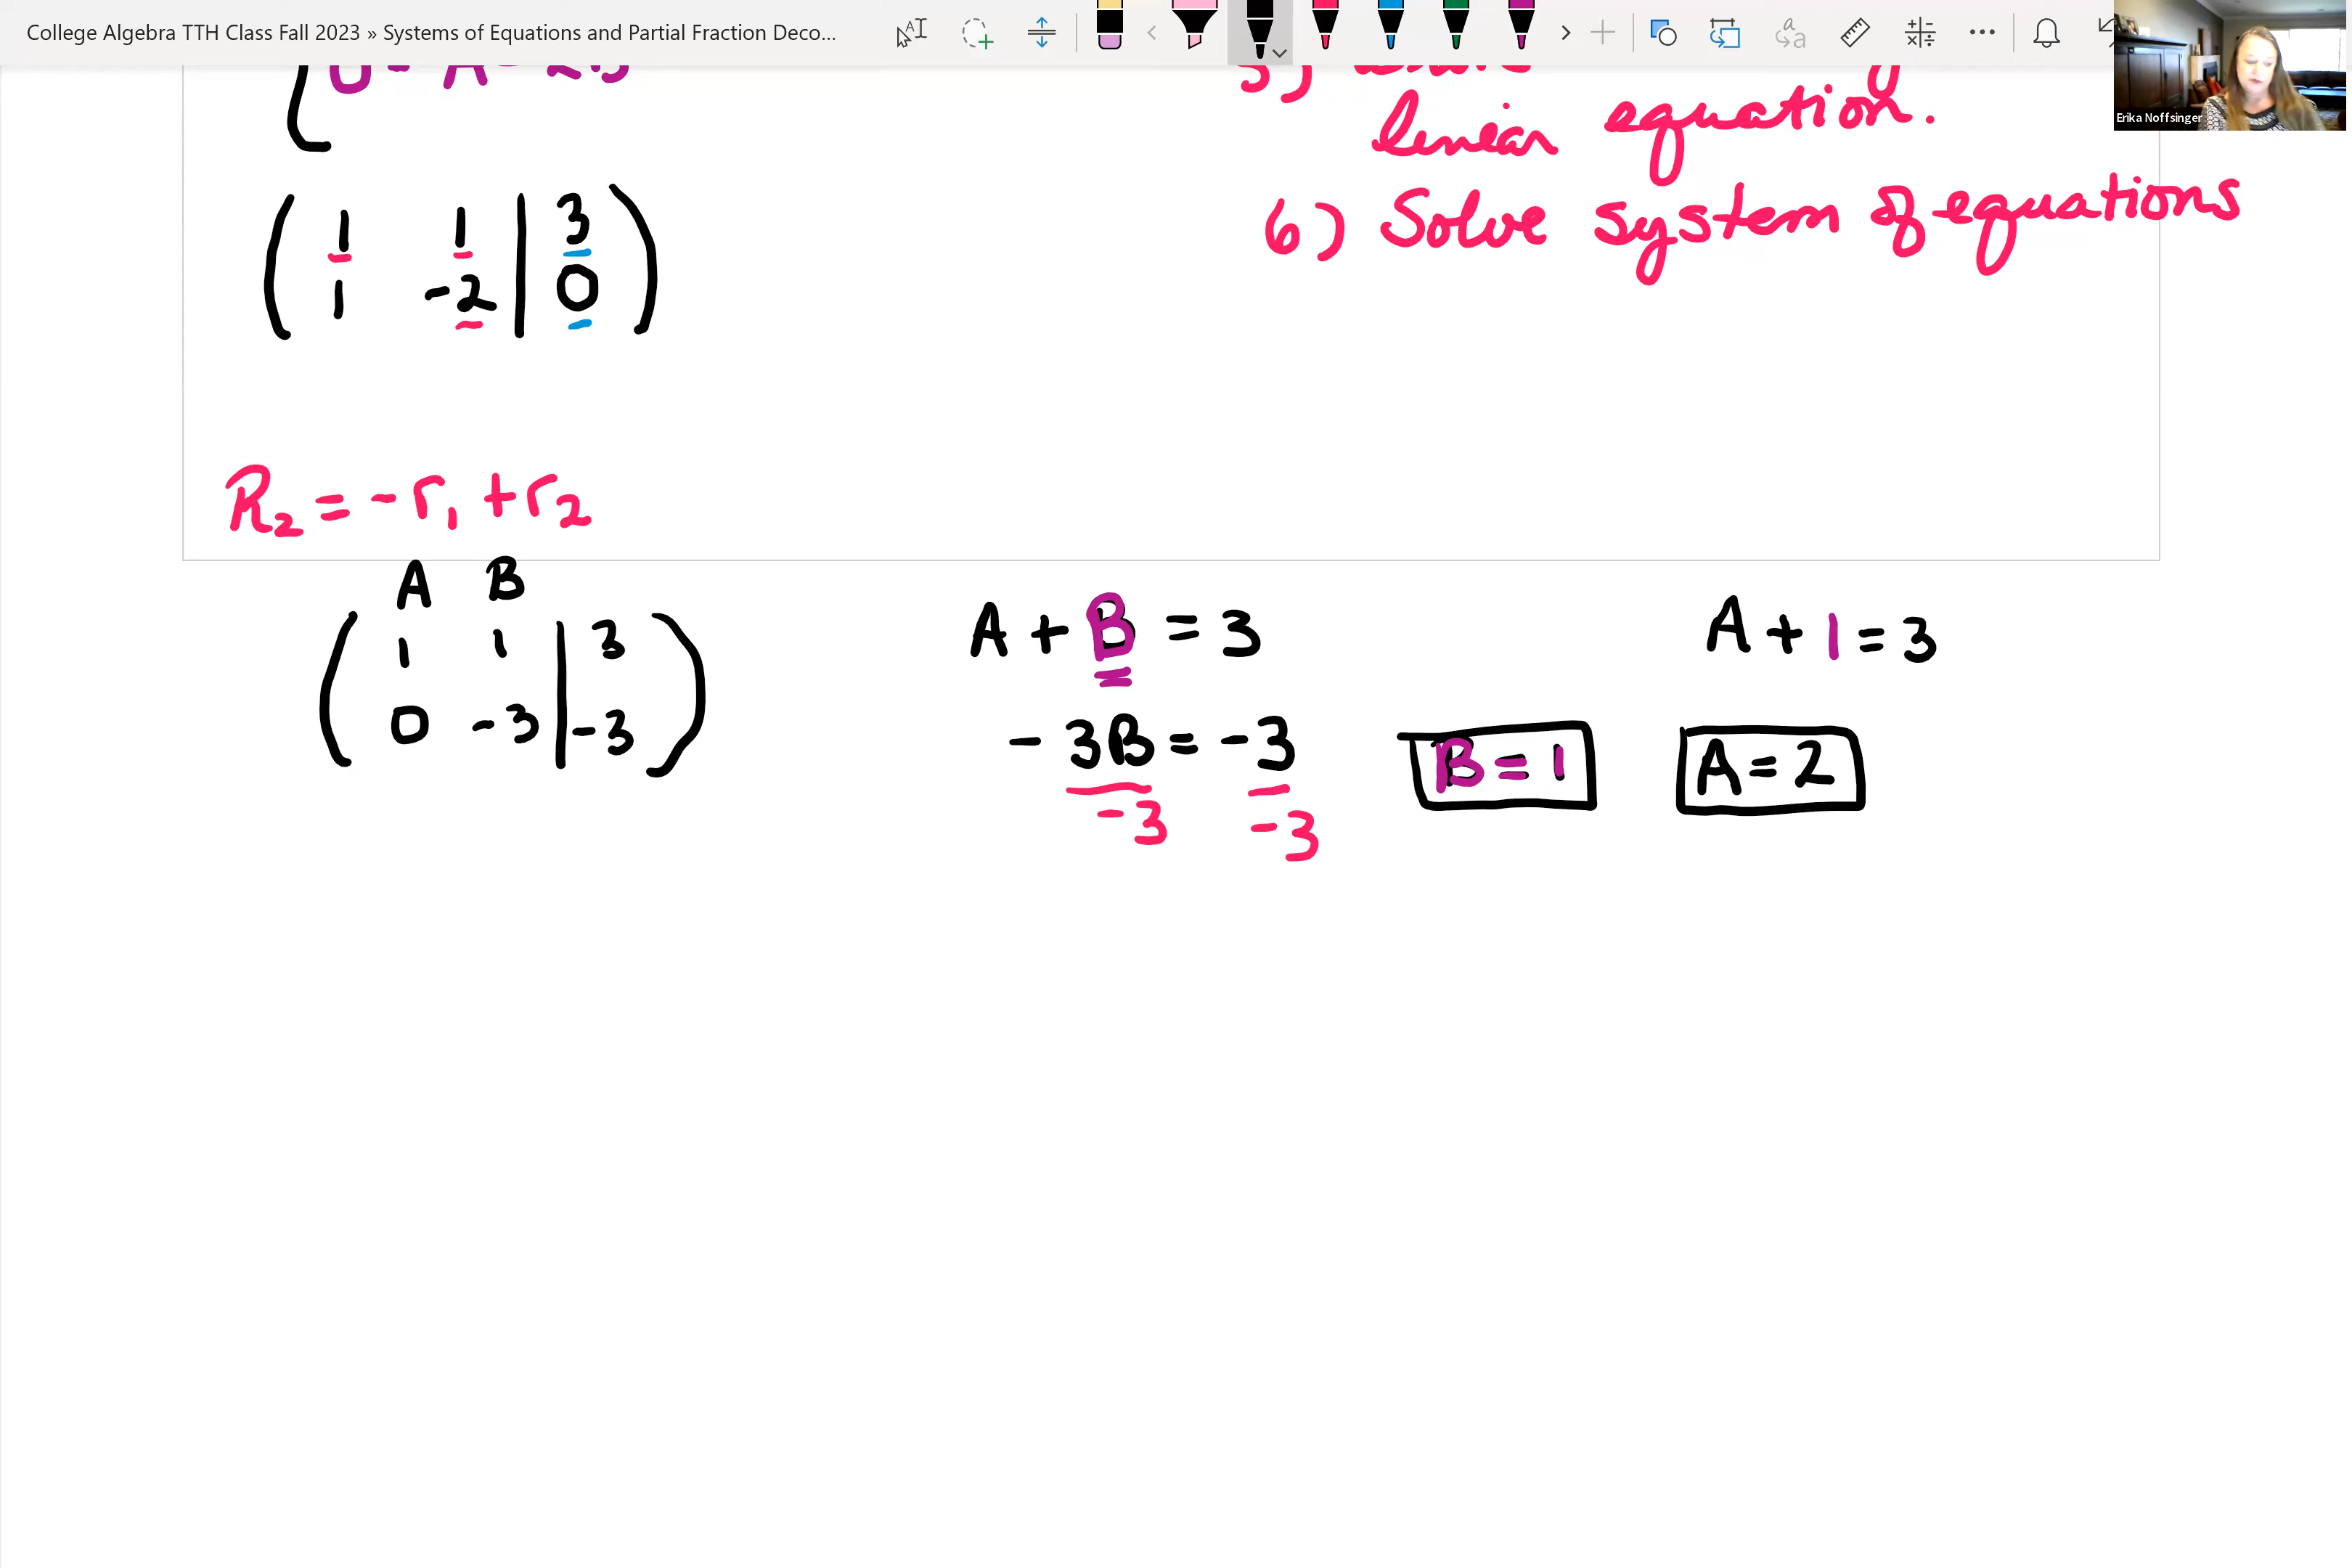 College Algebra TTH Class Fall 2023 » Systems of Equations and Partial Fraction Deco...
Erika Noffsinger
linear equation.
6) Solve system of equations
( 1 1 | 3 )
( 1 -2 | 0 )
R₂ = -r₁ + r₂
A B
( 1 1 | 3 )
( 0 -3 | -3 )
A + B = 3
-3B = -3
-3 -3
B = 1
A + 1 = 3
A = 2